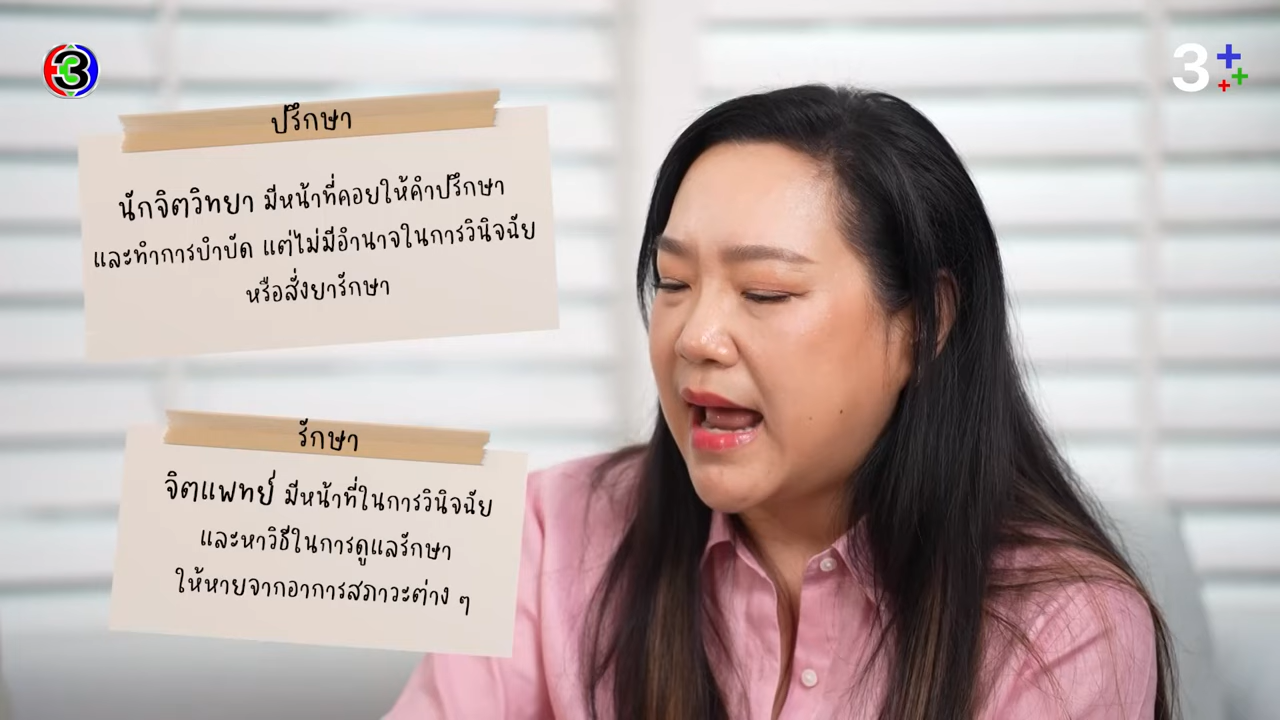 3
3+
ปรึกษา
นักจิตวิทยา มีหน้าที่คอยให้คำปรึกษา
และทำการบำบัด แต่ไม่มีอำนาจในการวินิจฉัย
หรือสั่งยารักษา
รักษา
จิตแพทย์ มีหน้าที่ในการวินิจฉัย
และหาวิธีในการดูแลรักษา
ให้หายจากอาการสภาวะต่าง ๆ